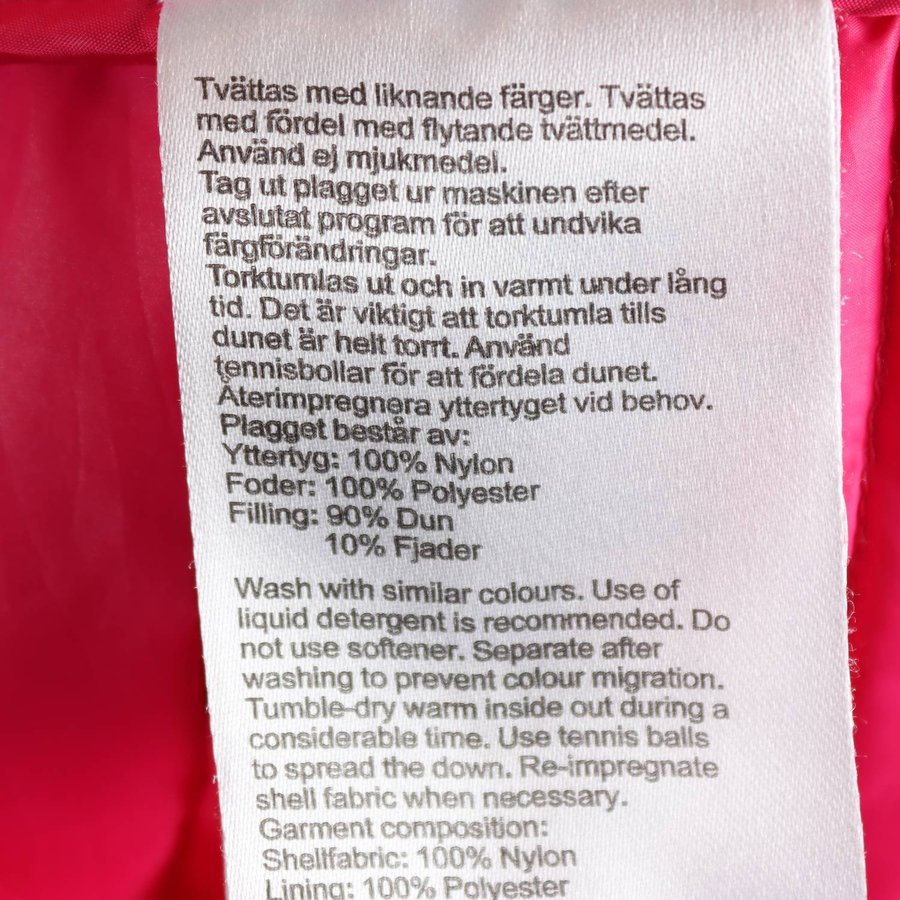 Tvättas med liknande färger. Tvättas
med fördel med flytande tvättmedel.
Använd ej mjukmedel.
Tag ut plagget ur maskinen efter
avslutat program för att undvika
färgförändringar.
Torktumlas ut och in varmt under lång
tid. Det är viktigt att torktumla tills
dunet är helt torrt. Använd
tennisbollar för att fördela dunet.
Återimpregnera yttertyget vid behov.
Plagget består av:
Yttertyg: 100% Nylon
Foder: 100% Polyester
Filling: 90% Dun
10% Fjader
Wash with similar colours. Use of
liquid detergent is recommended. Do
not use softener. Separate after
washing to prevent colour migration.
Tumble-dry warm inside out during a
considerable time. Use tennis balls
to spread the down. Re-impregnate
shell fabric when necessary.
Garment composition:
Shellfabric: 100% Nylon
Lining: 100% Polyester